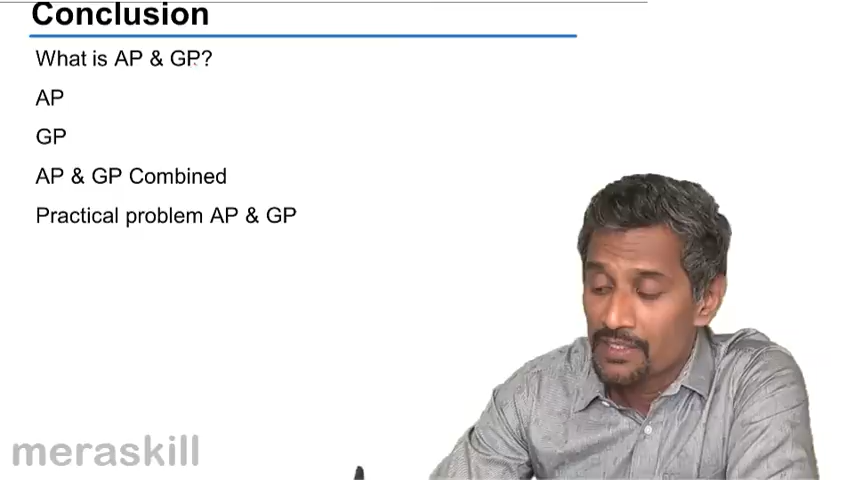 Conclusion
What is AP & GP?
AP
GP
AP & GP Combined
Practical problem AP & GP
meraskill